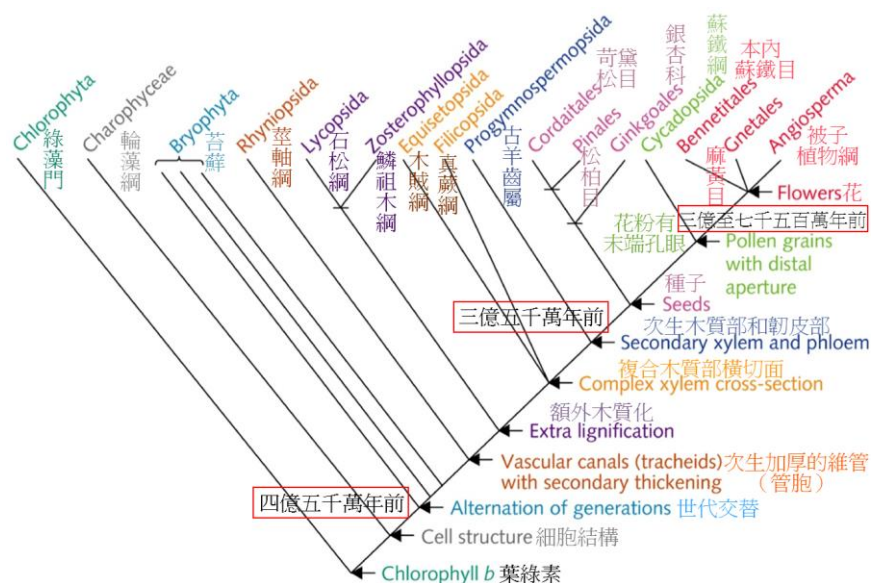 Chlorophyta
綠藻門
Charophyceae
輪藻綱
Bryophyta
苔蘚
Rhyniopsida
莖軸綱
Lycopsida
石松綱
Zosterophyllopsida
鱗祖木綱
Equisetopsida
木賊綱
Filicopsida
真蕨綱
Progymnospermopsida
古羊齒屬
Cordaitales
苛松
黛目
Pinales
松柏目
Ginkgoales
銀杏科
Cycadopsida
蘇鐵綱
Bennetitales
本內
蘇鐵目
Gnetales
麻黃目
Angiosperma
被子
植物綱
Flowers花
三億至七千五百萬年前
花粉有
末端孔眼
Pollen grains
with distal
aperture
種子
Seeds
三億五千萬年前
次生木質部和韌皮部
Secondary xylem and phloem
複合木質部橫切面
Complex xylem cross-section
額外木質化
Extra lignification
Vascular canals (tracheids)次生加厚的維管
with secondary thickening （管胞）
四億五千萬年前
Alternation of generations 世代交替
Cell structure 細胞結構
Chlorophyll b 葉綠素